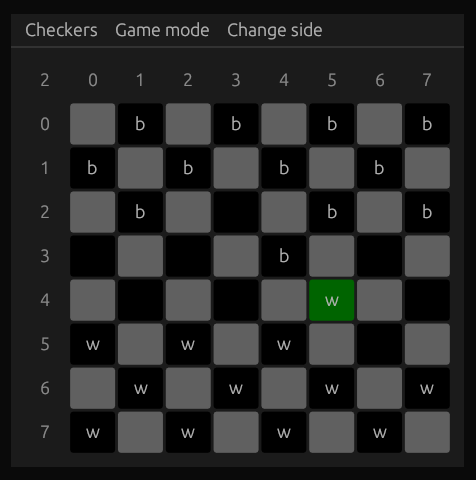 Checkers Game mode Change side
2 0 1 2 3 4 5 6 7
0 b b b b
1 b b b b
2 b b b
3 b
4 w
5 w w w
6 w w w w
7 w w w w